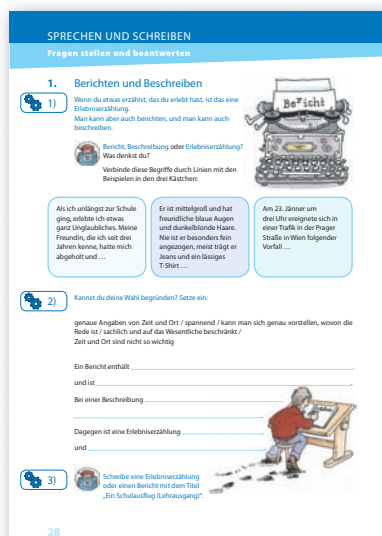 SPRECHEN UND SCHREIBEN
Fragen stellen und beantworten
1. Berichten und Beschreiben
1)
Wenn du etwas erzählst, das du erlebt hast, ist das eine
Erlebniserzählung.
Man kann aber auch berichten, und man kann auch
beschreiben.
Bericht
Bericht, Beschreibung oder Erlebniserzählung?
Was denkst du?
Verbinde diese Begriffe durch Linien mit den
Beispielen in den drei Kästchen:
Als ich unlängst zur Schule
ging, erlebte ich etwas
ganz Unglaubliches. Meine
Freundin, die ich seit drei
Jahren kenne, hatte mich
abgeholt und …
Er ist mittelgroß und hat
freundliche blaue Augen
und dunkelblonde Haare.
Nie ist er besonders fein
angezogen, meist trägt er
Jeans und ein lässiges
T-Shirt …
Am 23. Jänner um
drei Uhr ereignete sich in
einer Trafik in der Prager
Straße in Wien folgender
Vorfall …
2)
Kannst du deine Wahl begründen? Setze ein:
genaue Angaben von Zeit und Ort / spannend / kann man sich genau vorstellen, wovon die
Rede ist / sachlich und auf das Wesentliche beschränkt /
Zeit und Ort sind nicht so wichtig
Ein Bericht enthält
und ist .
Bei einer Beschreibung
.
Dagegen ist eine Erlebniserzählung
und .
3)
Schreibe eine Erlebniserzählung
oder einen Bericht mit dem Titel
„Ein Schulausflug (Lehrausgang)“.
28